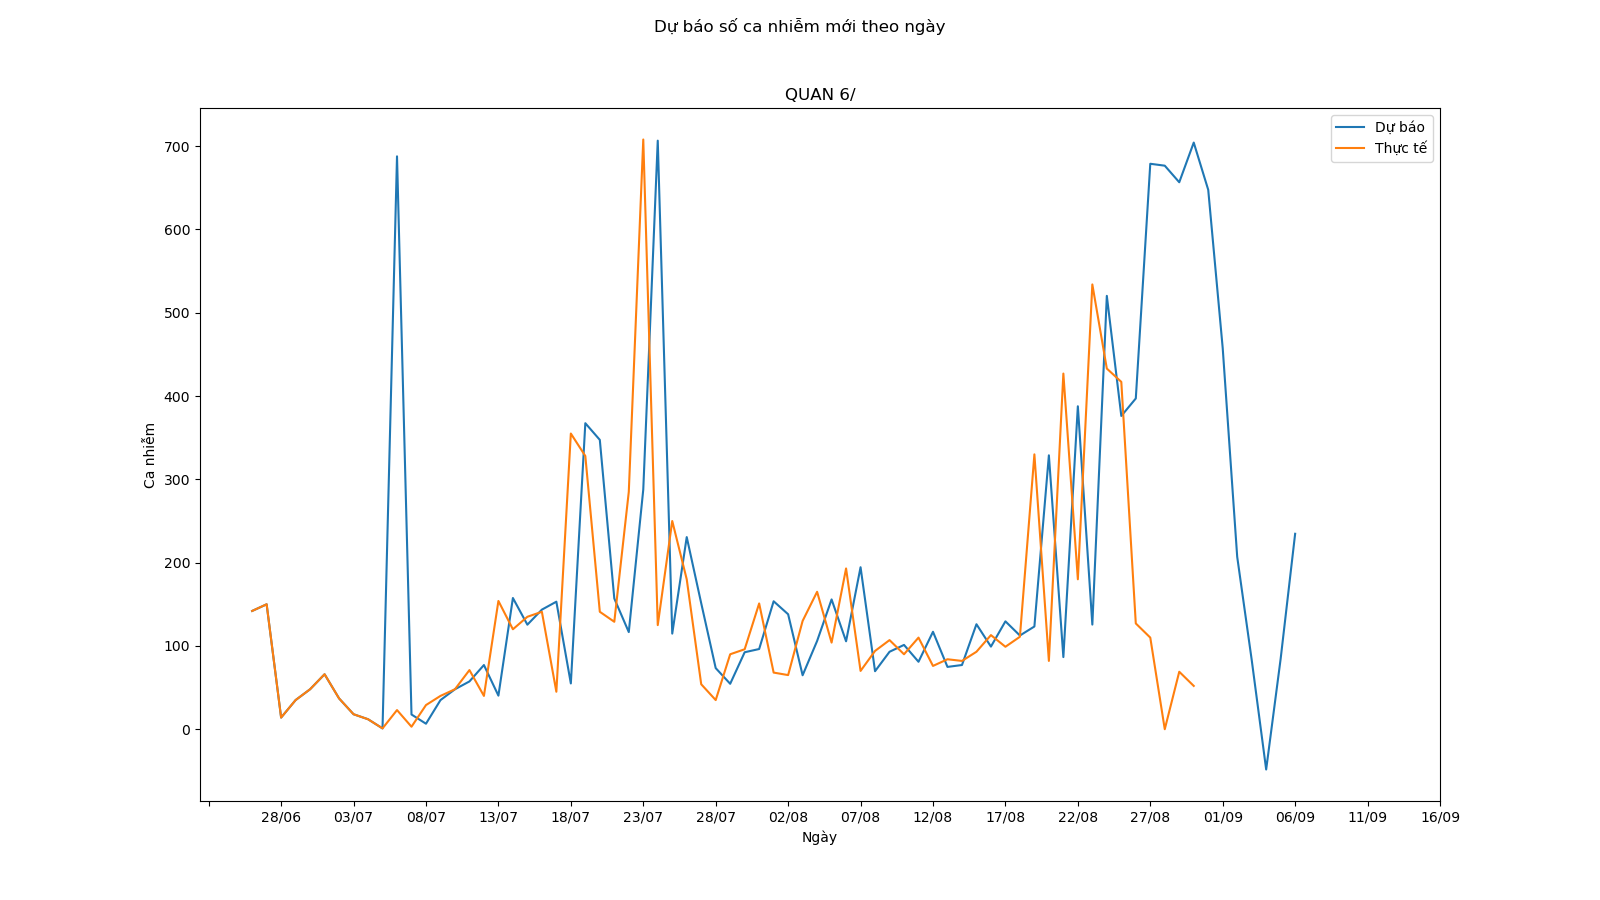 Dự báo số ca nhiễm mới theo ngày
QUAN 6/
Dự báo
Thực tế
700
600
500
400
300
200
100
0
Ca nhiễm
28/06 03/07 08/07 13/07 18/07 23/07 28/07 02/08 07/08 12/08 17/08 22/08 27/08 01/09 06/09 11/09 16/09
Ngày